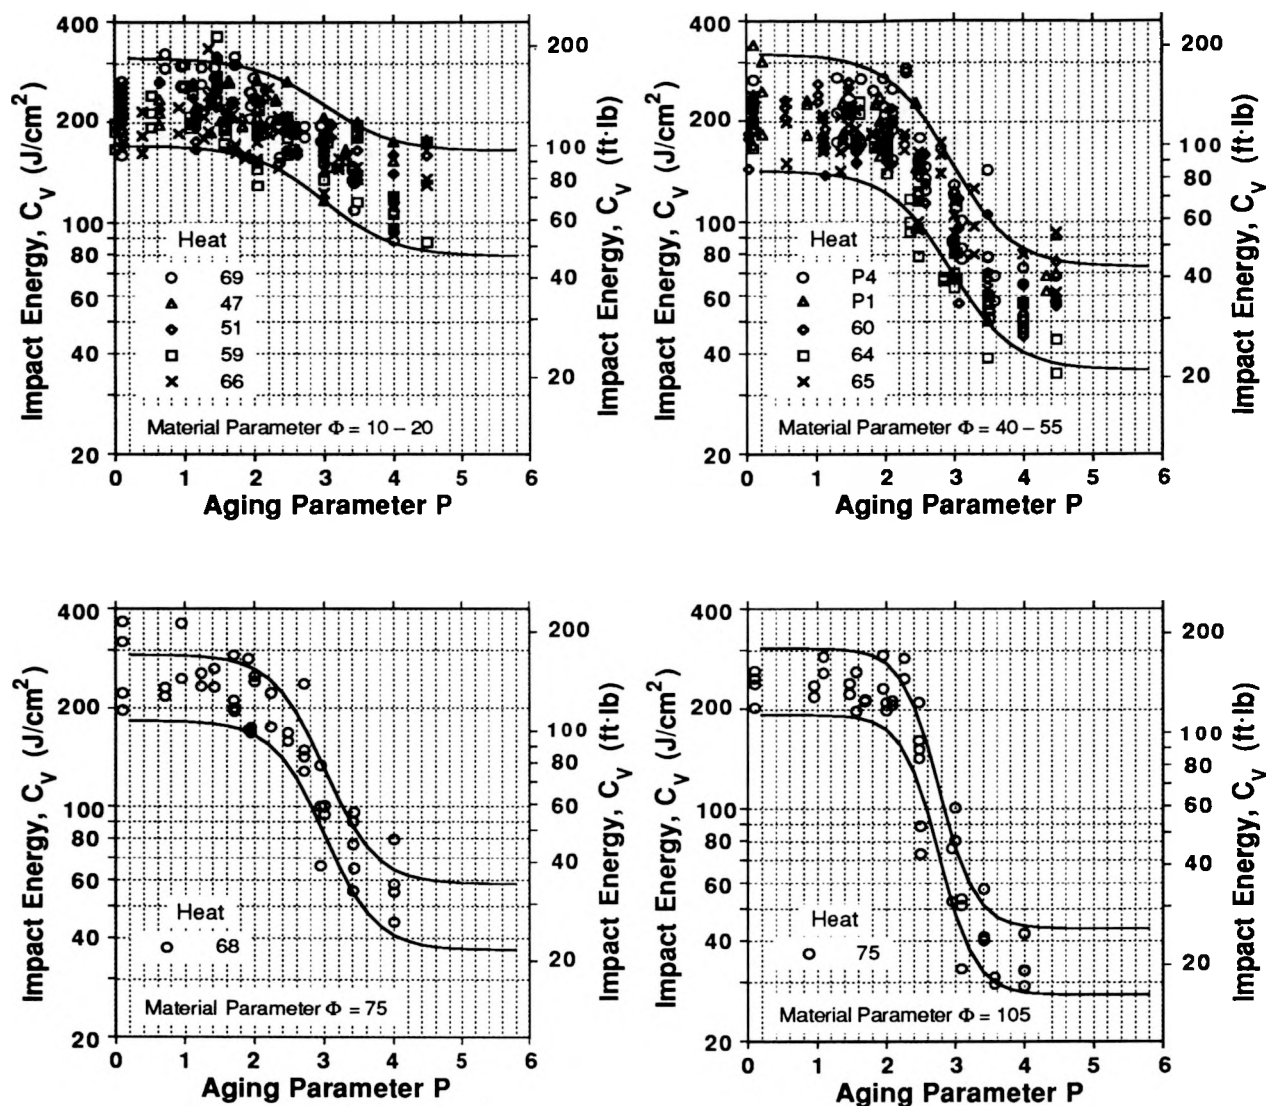 400
200
100
80
60
40
20
Impact Energy, C_V (J/cm²)
200
100
80
60
40
20
Impact Energy, C_V (ft·lb)
Heat
69
47
51
59
66
Material Parameter Φ = 10 – 20
0 1 2 3 4 5 6
Aging Parameter P
400
200
100
80
60
40
20
Impact Energy, C_V (J/cm²)
200
100
80
60
40
20
Impact Energy, C_V (ft·lb)
Heat
P4
P1
60
64
65
Material Parameter Φ = 40 – 55
0 1 2 3 4 5 6
Aging Parameter P
400
200
100
80
60
40
20
Impact Energy, C_V (J/cm²)
200
100
80
60
40
20
Impact Energy, C_V (ft·lb)
Heat
68
Material Parameter Φ = 75
0 1 2 3 4 5 6
Aging Parameter P
400
200
100
80
60
40
20
Impact Energy, C_V (J/cm²)
200
100
80
60
40
20
Impact Energy, C_V (ft·lb)
Heat
75
Material Parameter Φ = 105
0 1 2 3 4 5 6
Aging Parameter P